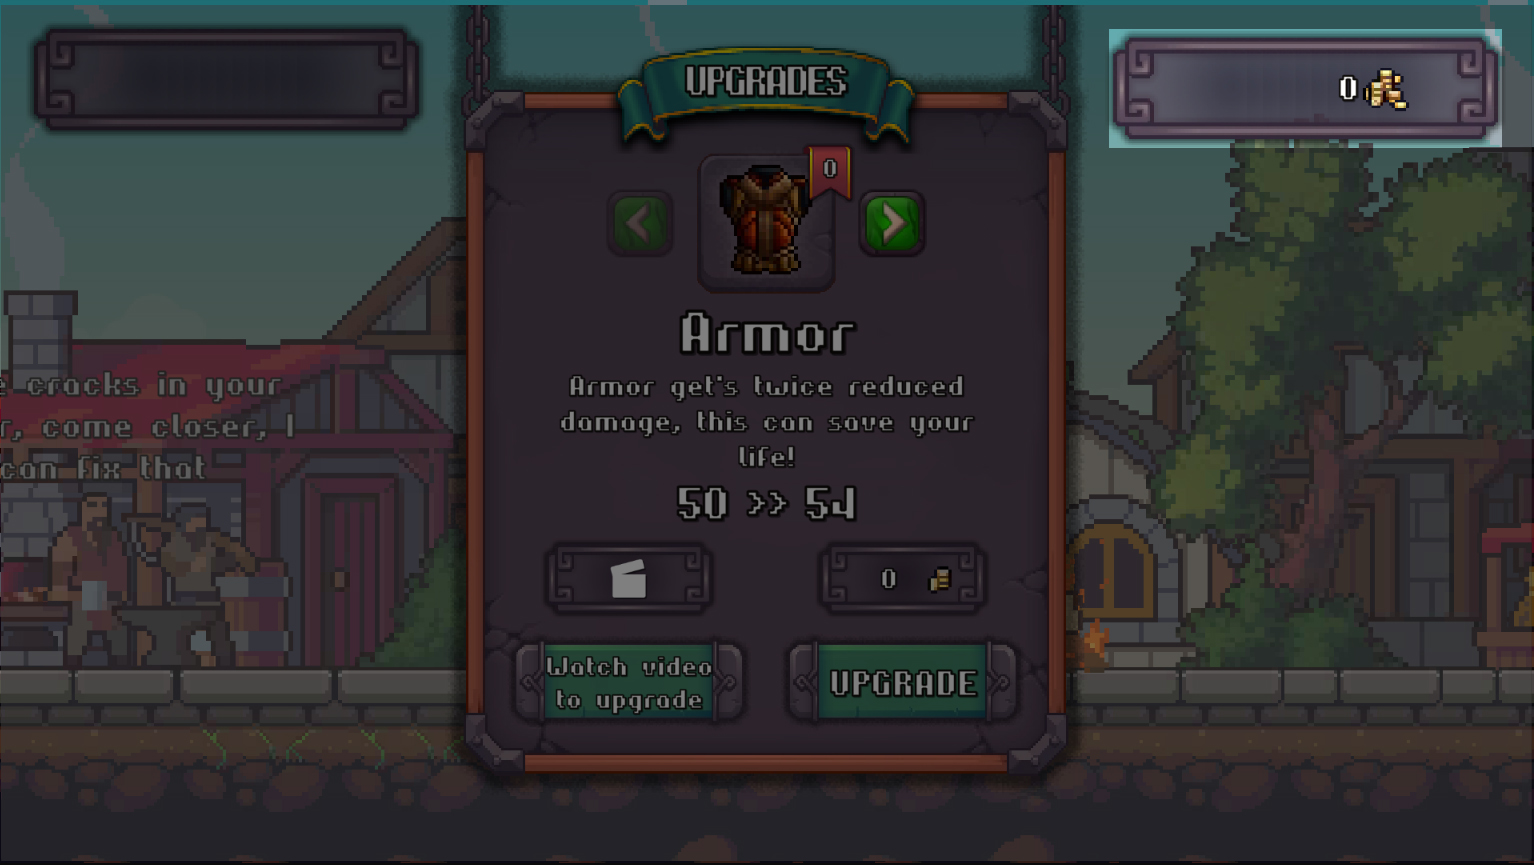 UPGRADES
0
0
Armor
Armor get's twice reduced
damage, this can save your
life!
50 >> 54
0
Watch video
to upgrade
UPGRADE
cracks in your
come closer, I
can fix that